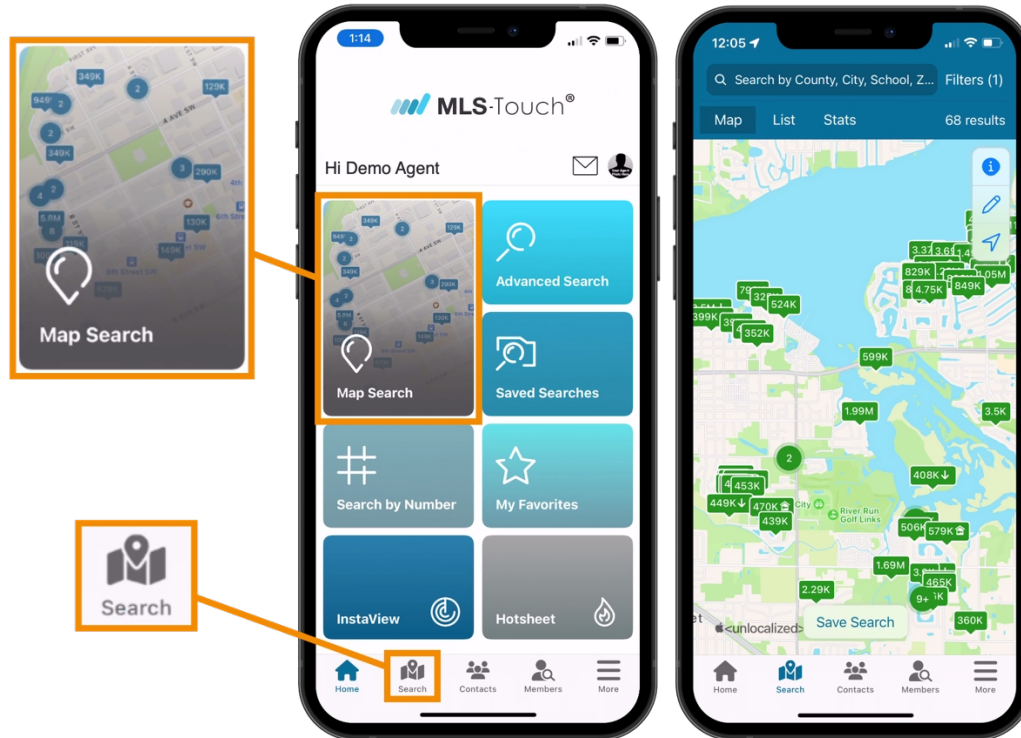 349K
2
129K
949*
2
4 AVE SW
2
349K
3
290K
2
4
5.8M
8
130K
6th Stre
149K
Map Search
Search
1:14
MLS-Touch®
Hi Demo Agent
Map Search
Advanced Search
Saved Searches
Search by Number
My Favorites
InstaView
Hotsheet
Home
Search
Contacts
Members
More
12:05
Search by County, City, School, Z...
Filters (1)
Map
List
Stats
68 results
829K
4.75K
849K
524K
399K
352K
599K
1.99M
3.5K
2
408K
453K
449K
470K
City
439K
River Run
Golf Links
506K
579K
1.69M
465K
2.29K
9+
360K
<unlocalized>
Save Search
Home
Search
Contacts
Members
More